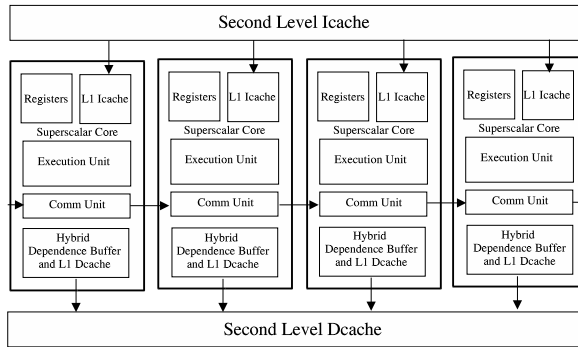 Second Level Icache
Registers
L1 Icache
Superscalar Core
Execution Unit
Comm Unit
Hybrid
Dependence Buffer
and L1 Dcache
Registers
L1 Icache
Superscalar Core
Execution Unit
Comm Unit
Hybrid
Dependence Buffer
and L1 Dcache
Registers
L1 Icache
Superscalar Core
Execution Unit
Comm Unit
Hybrid
Dependence Buffer
and L1 Dcache
Registers
L1 Icache
Superscalar Core
Execution Unit
Comm Unit
Hybrid
Dependence Buffer
and L1 Dcache
Second Level Dcache